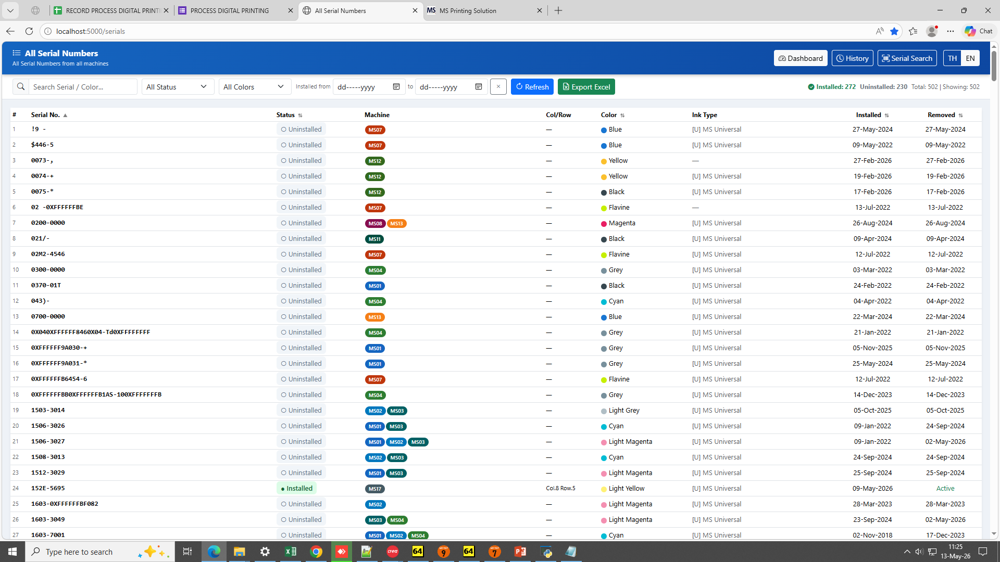 RECORD PROCESS DIGITAL PRINTI
PROCESS DIGITAL PRINTING
All Serial Numbers
MS MS Printing Solution
localhost:5000/serials
Chat
All Serial Numbers
All Serial Numbers from all machines
Dashboard
History
Serial Search
TH
EN
Search Serial / Color...
All Status
All Colors
Installed from
dd-----yyyy
to
dd-----yyyy
×
Refresh
Export Excel
Installed: 272 Uninstalled: 230 Total: 502 | Showing: 502
# Serial No. Status Machine Col/Row Color Ink Type Installed Removed
1 !9 - Uninstalled MS07 — Blue [U] MS Universal 27-May-2024 27-May-2024
2 $446-5 Uninstalled MS07 — Blue [U] MS Universal 09-May-2022 09-May-2022
3 0073-, Uninstalled MS12 — Yellow — 27-Feb-2026 27-Feb-2026
4 0074-+ Uninstalled MS12 — Yellow [U] MS Universal 19-Feb-2026 19-Feb-2026
5 0075-* Uninstalled MS12 — Black [U] MS Universal 17-Feb-2026 17-Feb-2026
6 02 -0XFFFFFFBE Uninstalled MS07 — Flavine — 13-Jul-2022 13-Jul-2022
7 0200-0000 Uninstalled MS08 MS13 — Magenta [U] MS Universal 26-Aug-2024 26-Aug-2024
8 021/- Uninstalled MS11 — Black [U] MS Universal 09-Apr-2024 09-Apr-2024
9 02M2-4546 Uninstalled MS07 — Flavine [U] MS Universal 12-Jul-2022 12-Jul-2022
10 0300-0000 Uninstalled MS04 — Grey [U] MS Universal 03-Mar-2022 03-Mar-2022
11 0370-01T Uninstalled MS01 — Black [U] MS Universal 24-Feb-2022 24-Feb-2022
12 043)- Uninstalled MS04 — Cyan [U] MS Universal 04-Apr-2022 04-Apr-2022
13 0700-0000 Uninstalled MS13 — Blue [U] MS Universal 22-Mar-2024 22-Mar-2024
14 0X040XFFFFFF8460X04-Td0XFFFFFFFF Uninstalled MS04 — Grey [U] MS Universal 21-Jan-2022 21-Jan-2022
15 0XFFFFFF9A030-+ Uninstalled MS01 — Grey [U] MS Universal 05-Nov-2025 05-Nov-2025
16 0XFFFFFF9A031-* Uninstalled MS01 — Grey [U] MS Universal 25-May-2024 25-May-2024
17 0XFFFFFFB6454-6 Uninstalled MS07 — Flavine [U] MS Universal 12-Jul-2022 12-Jul-2022
18 0XFFFFFFBB0XFFFFFFB1AS-100XFFFFFFFB Uninstalled MS04 — Grey [U] MS Universal 14-Dec-2023 14-Dec-2023
19 1503-3014 Uninstalled MS02 MS03 — Light Grey [U] MS Universal 05-Oct-2025 05-Oct-2025
20 1506-3026 Uninstalled MS01 MS03 — Cyan [U] MS Universal 09-Jan-2022 24-Sep-2024
21 1506-3027 Uninstalled MS01 MS02 MS03 — Light Magenta [U] MS Universal 09-Jan-2022 02-May-2026
22 1508-3013 Uninstalled MS02 MS03 — Cyan [U] MS Universal 24-Sep-2024 24-Sep-2024
23 1512-3029 Uninstalled MS01 MS03 — Light Magenta [U] MS Universal 25-Sep-2024 25-Sep-2024
24 152E-5695 Installed MS17 Col.8 Row.5 Light Yellow [U] MS Universal 09-May-2026 Active
25 1603-0XFFFFFFBF082 Uninstalled MS02 — Light Magenta [U] MS Universal 28-Mar-2023 28-Mar-2023
26 1603-3049 Uninstalled MS03 MS04 — Light Magenta [U] MS Universal 23-Sep-2024 02-May-2026
27 1603-7001 Uninstalled MS01 MS02 MS04 — Cyan [U] MS Universal 02-Nov-2018 17-Dec-2023
Type here to search
crea
64
9
64
7
11:25
13-May-26